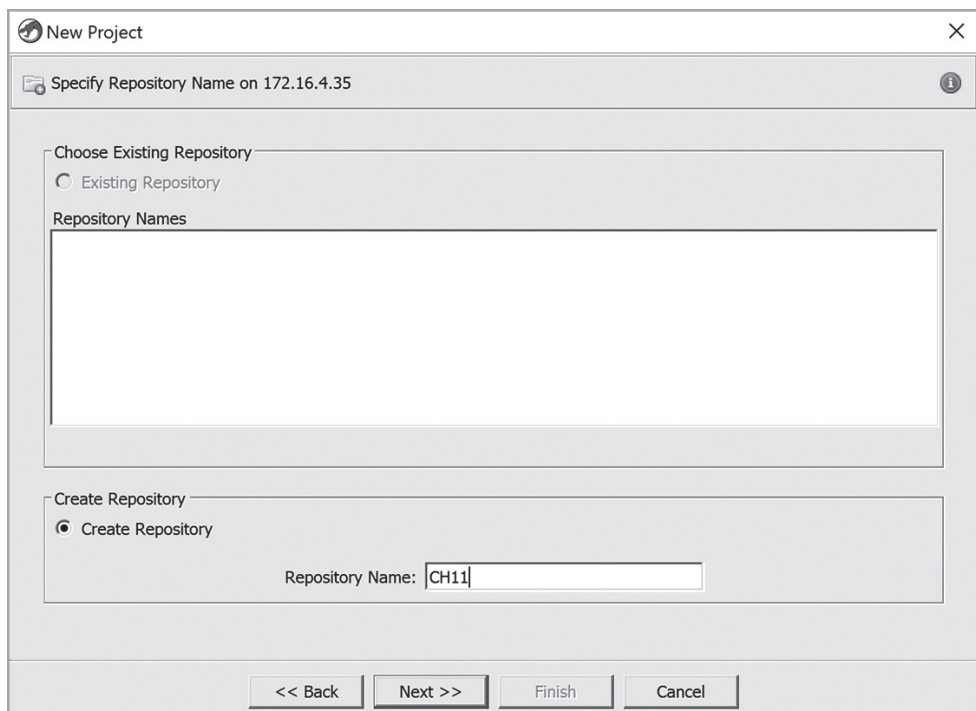 New Project
Specify Repository Name on 172.16.4.35
Choose Existing Repository
Existing Repository
Repository Names
Create Repository
Create Repository
Repository Name: CH11
<< Back Next >> Finish Cancel